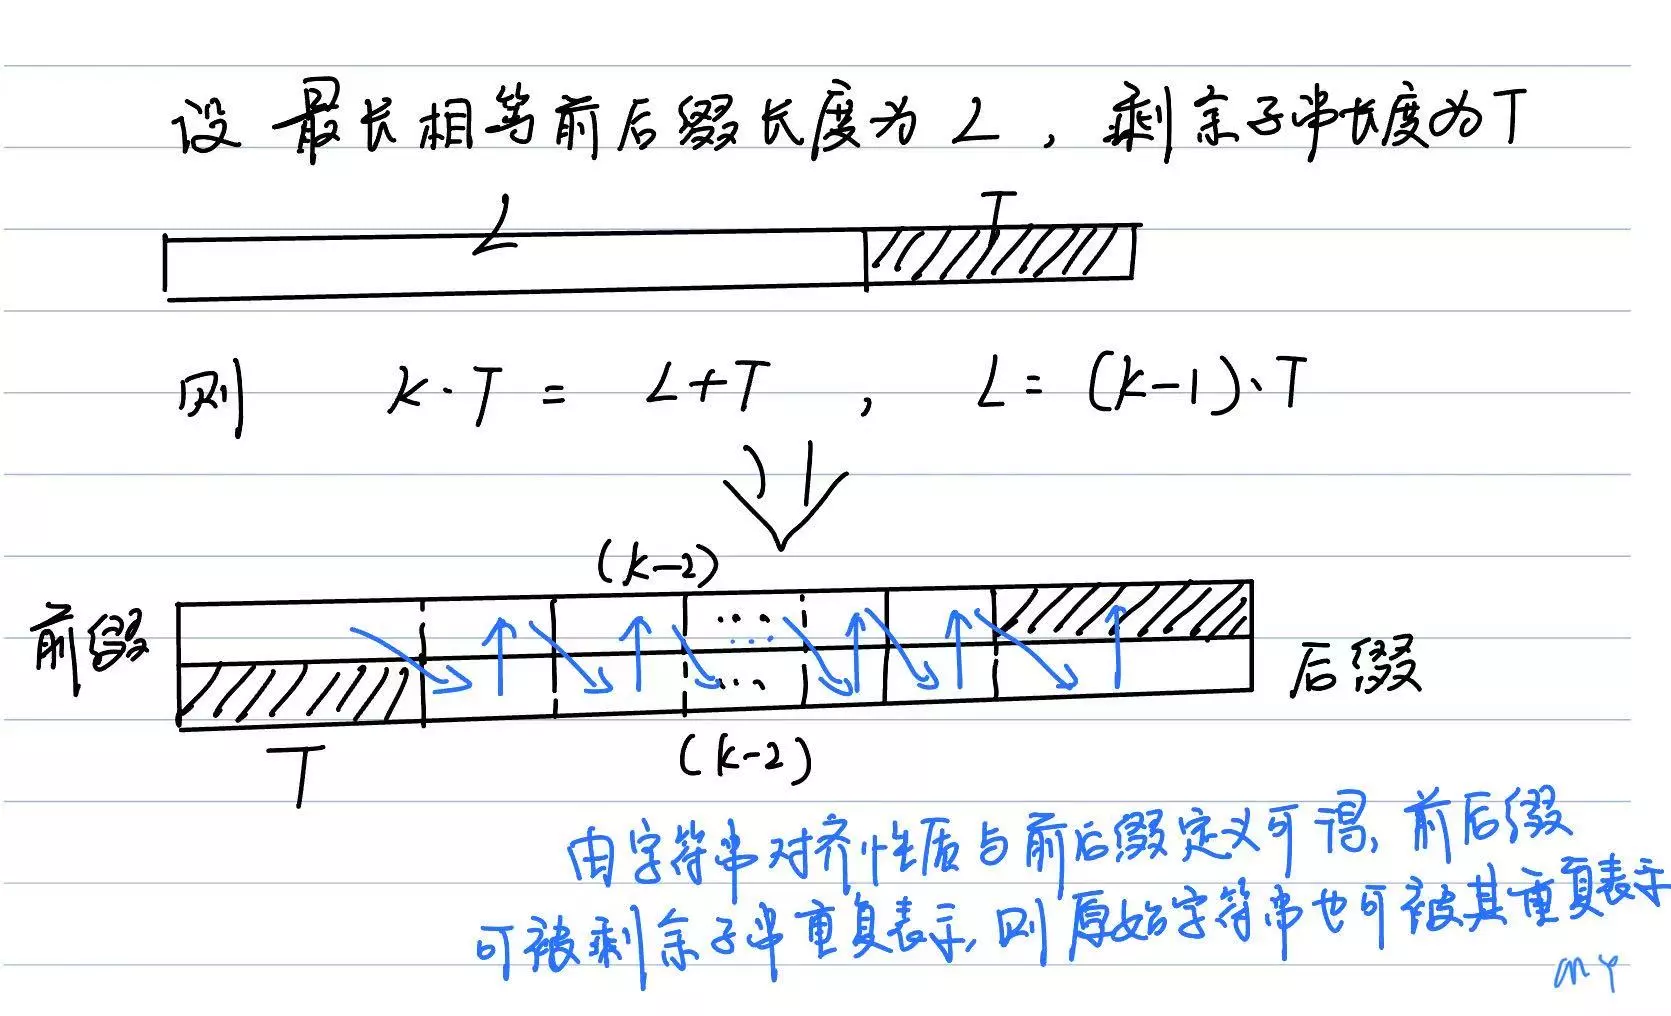 设最长相等前后缀长度为L,剩余子串长度为T
L T
则 k·T = L+T , L = (k-1)·T
(k-2)
前缀 ... ...
... 后缀
T (k-2)
由字符串对齐性质与前后缀定义可得,前后缀
可被剩余子串重复表示,则原始字符串也可被其重复表示
my